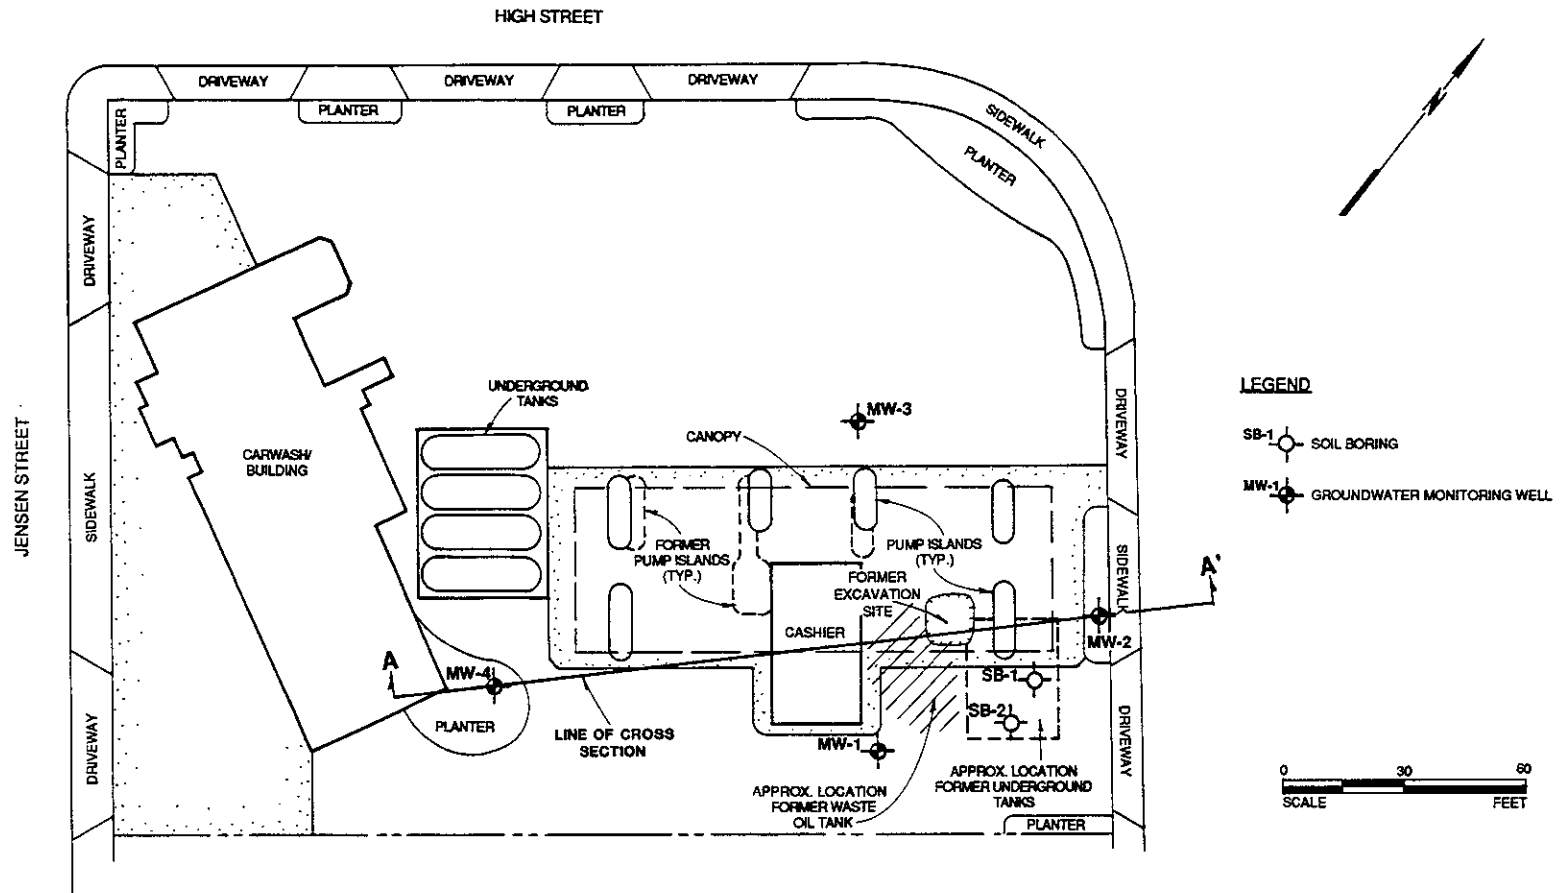 HIGH STREET
DRIVEWAY
DRIVEWAY
DRIVEWAY
PLANTER
PLANTER
PLANTER
SIDEWALK
PLANTER
N
DRIVEWAY
JENSEN STREET
SIDEWALK
DRIVEWAY
CARWASH/
BUILDING
UNDERGROUND
TANKS
CANOPY
MW-3
DRIVEWAY
SIDEWALK
DRIVEWAY
FORMER
PUMP ISLANDS
(TYP.)
PUMP ISLANDS
(TYP.)
FORMER
EXCAVATION
SITE
CASHIER
A
A'
MW-4
MW-2
SB-1
SB-2
MW-1
PLANTER
LINE OF CROSS
SECTION
APPROX. LOCATION
FORMER WASTE
OIL TANK
APPROX. LOCATION
FORMER UNDERGROUND
TANKS
PLANTER
LEGEND
SB-1 SOIL BORING
MW-1 GROUNDWATER MONITORING WELL
0 30 60
SCALE FEET